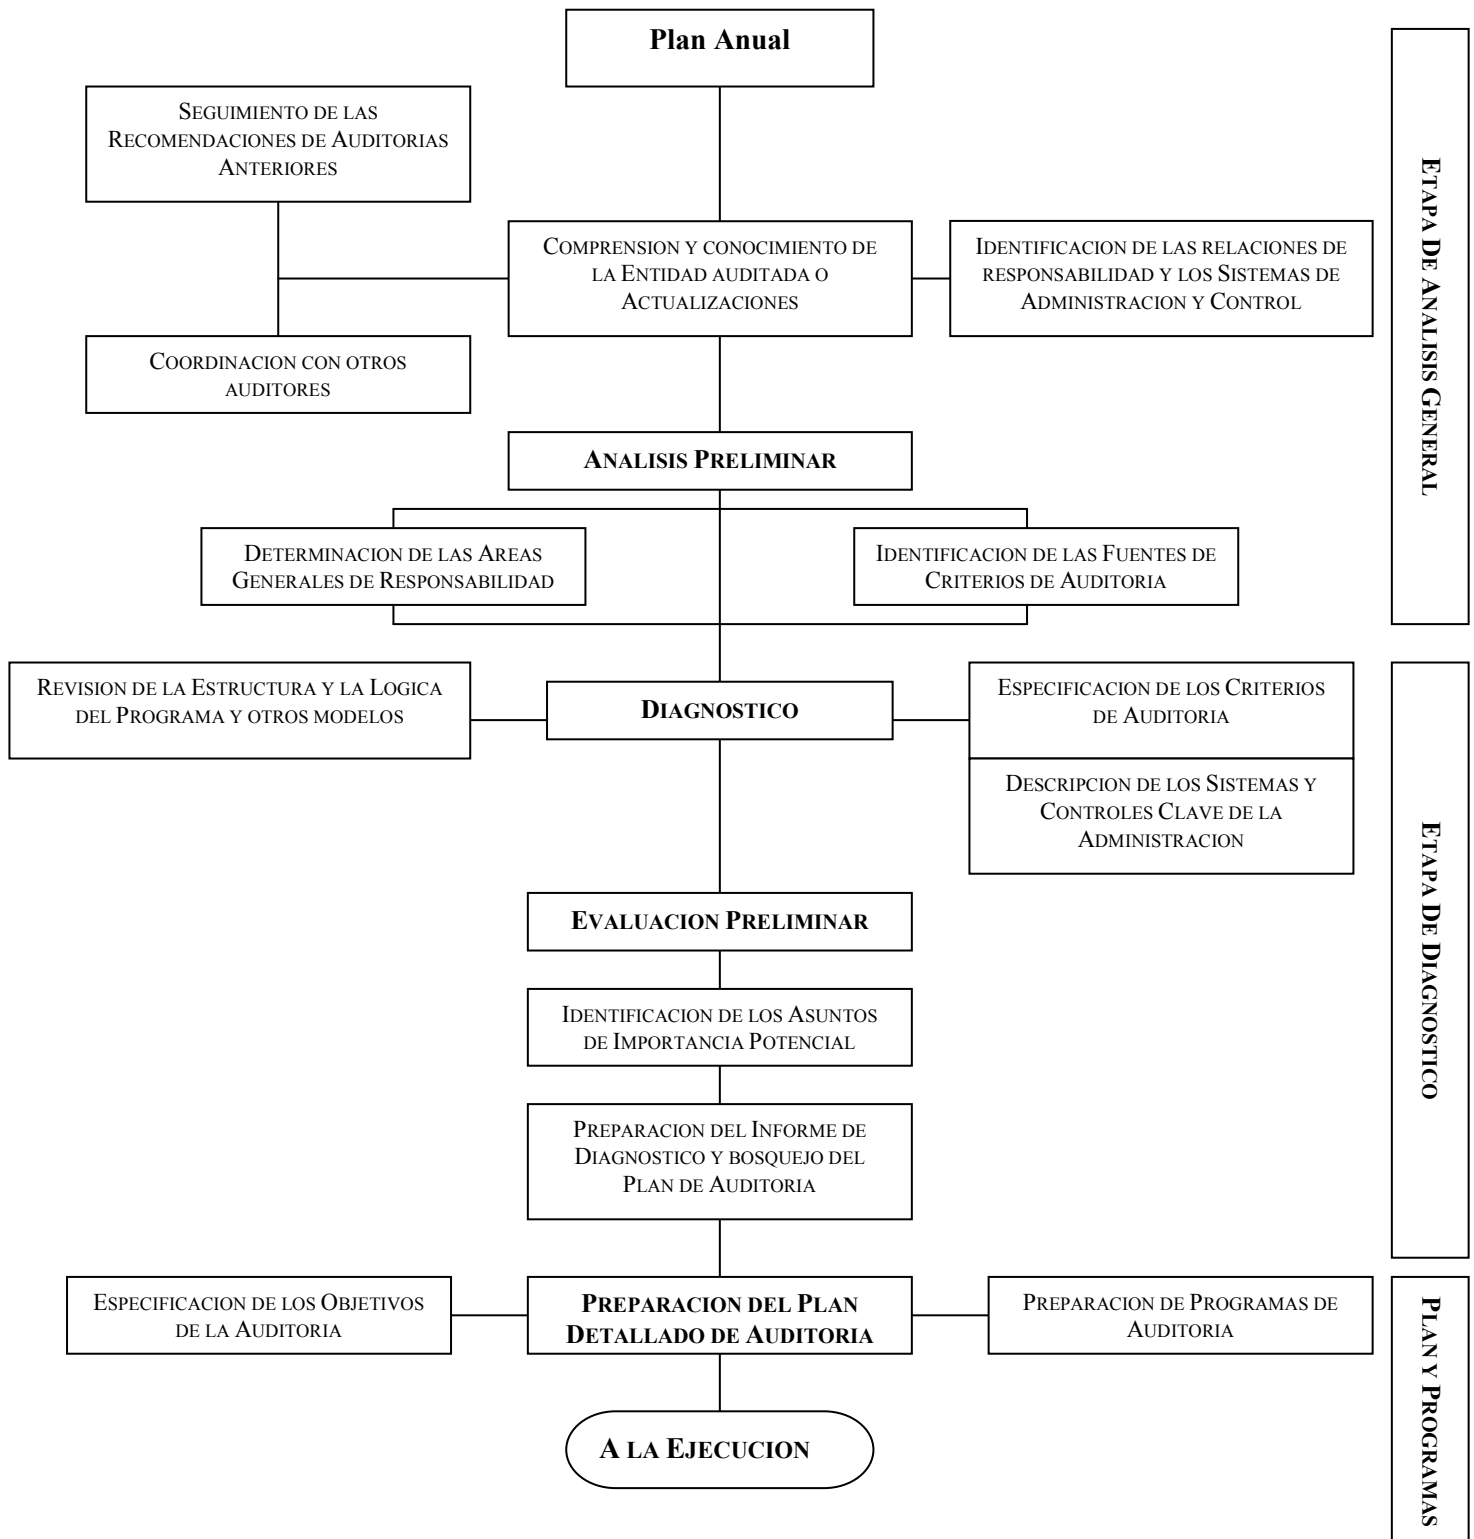 Plan Anual
SEGUIMIENTO DE LAS
RECOMENDACIONES DE AUDITORIAS
ANTERIORES
COMPRENSION Y CONOCIMIENTO DE
LA ENTIDAD AUDITADA O
ACTUALIZACIONES
IDENTIFICACION DE LAS RELACIONES DE
RESPONSABILIDAD Y LOS SISTEMAS DE
ADMINISTRACION Y CONTROL
COORDINACION CON OTROS
AUDITORES
ANALISIS PRELIMINAR
DETERMINACION DE LAS AREAS
GENERALES DE RESPONSABILIDAD
IDENTIFICACION DE LAS FUENTES DE
CRITERIOS DE AUDITORIA
ETAPA DE ANALISIS GENERAL
REVISION DE LA ESTRUCTURA Y LA LOGICA
DEL PROGRAMA Y OTROS MODELOS
DIAGNOSTICO
ESPECIFICACION DE LOS CRITERIOS
DE AUDITORIA
DESCRIPCION DE LOS SISTEMAS Y
CONTROLES CLAVE DE LA
ADMINISTRACION
EVALUACION PRELIMINAR
IDENTIFICACION DE LOS ASUNTOS
DE IMPORTANCIA POTENCIAL
PREPARACION DEL INFORME DE
DIAGNOSTICO Y BOSQUEJO DEL
PLAN DE AUDITORIA
ETAPA DE DIAGNOSTICO
ESPECIFICACION DE LOS OBJETIVOS
DE LA AUDITORIA
PREPARACION DEL PLAN
DETALLADO DE AUDITORIA
PREPARACION DE PROGRAMAS DE
AUDITORIA
A LA EJECUCION
PLAN Y PROGRAMAS